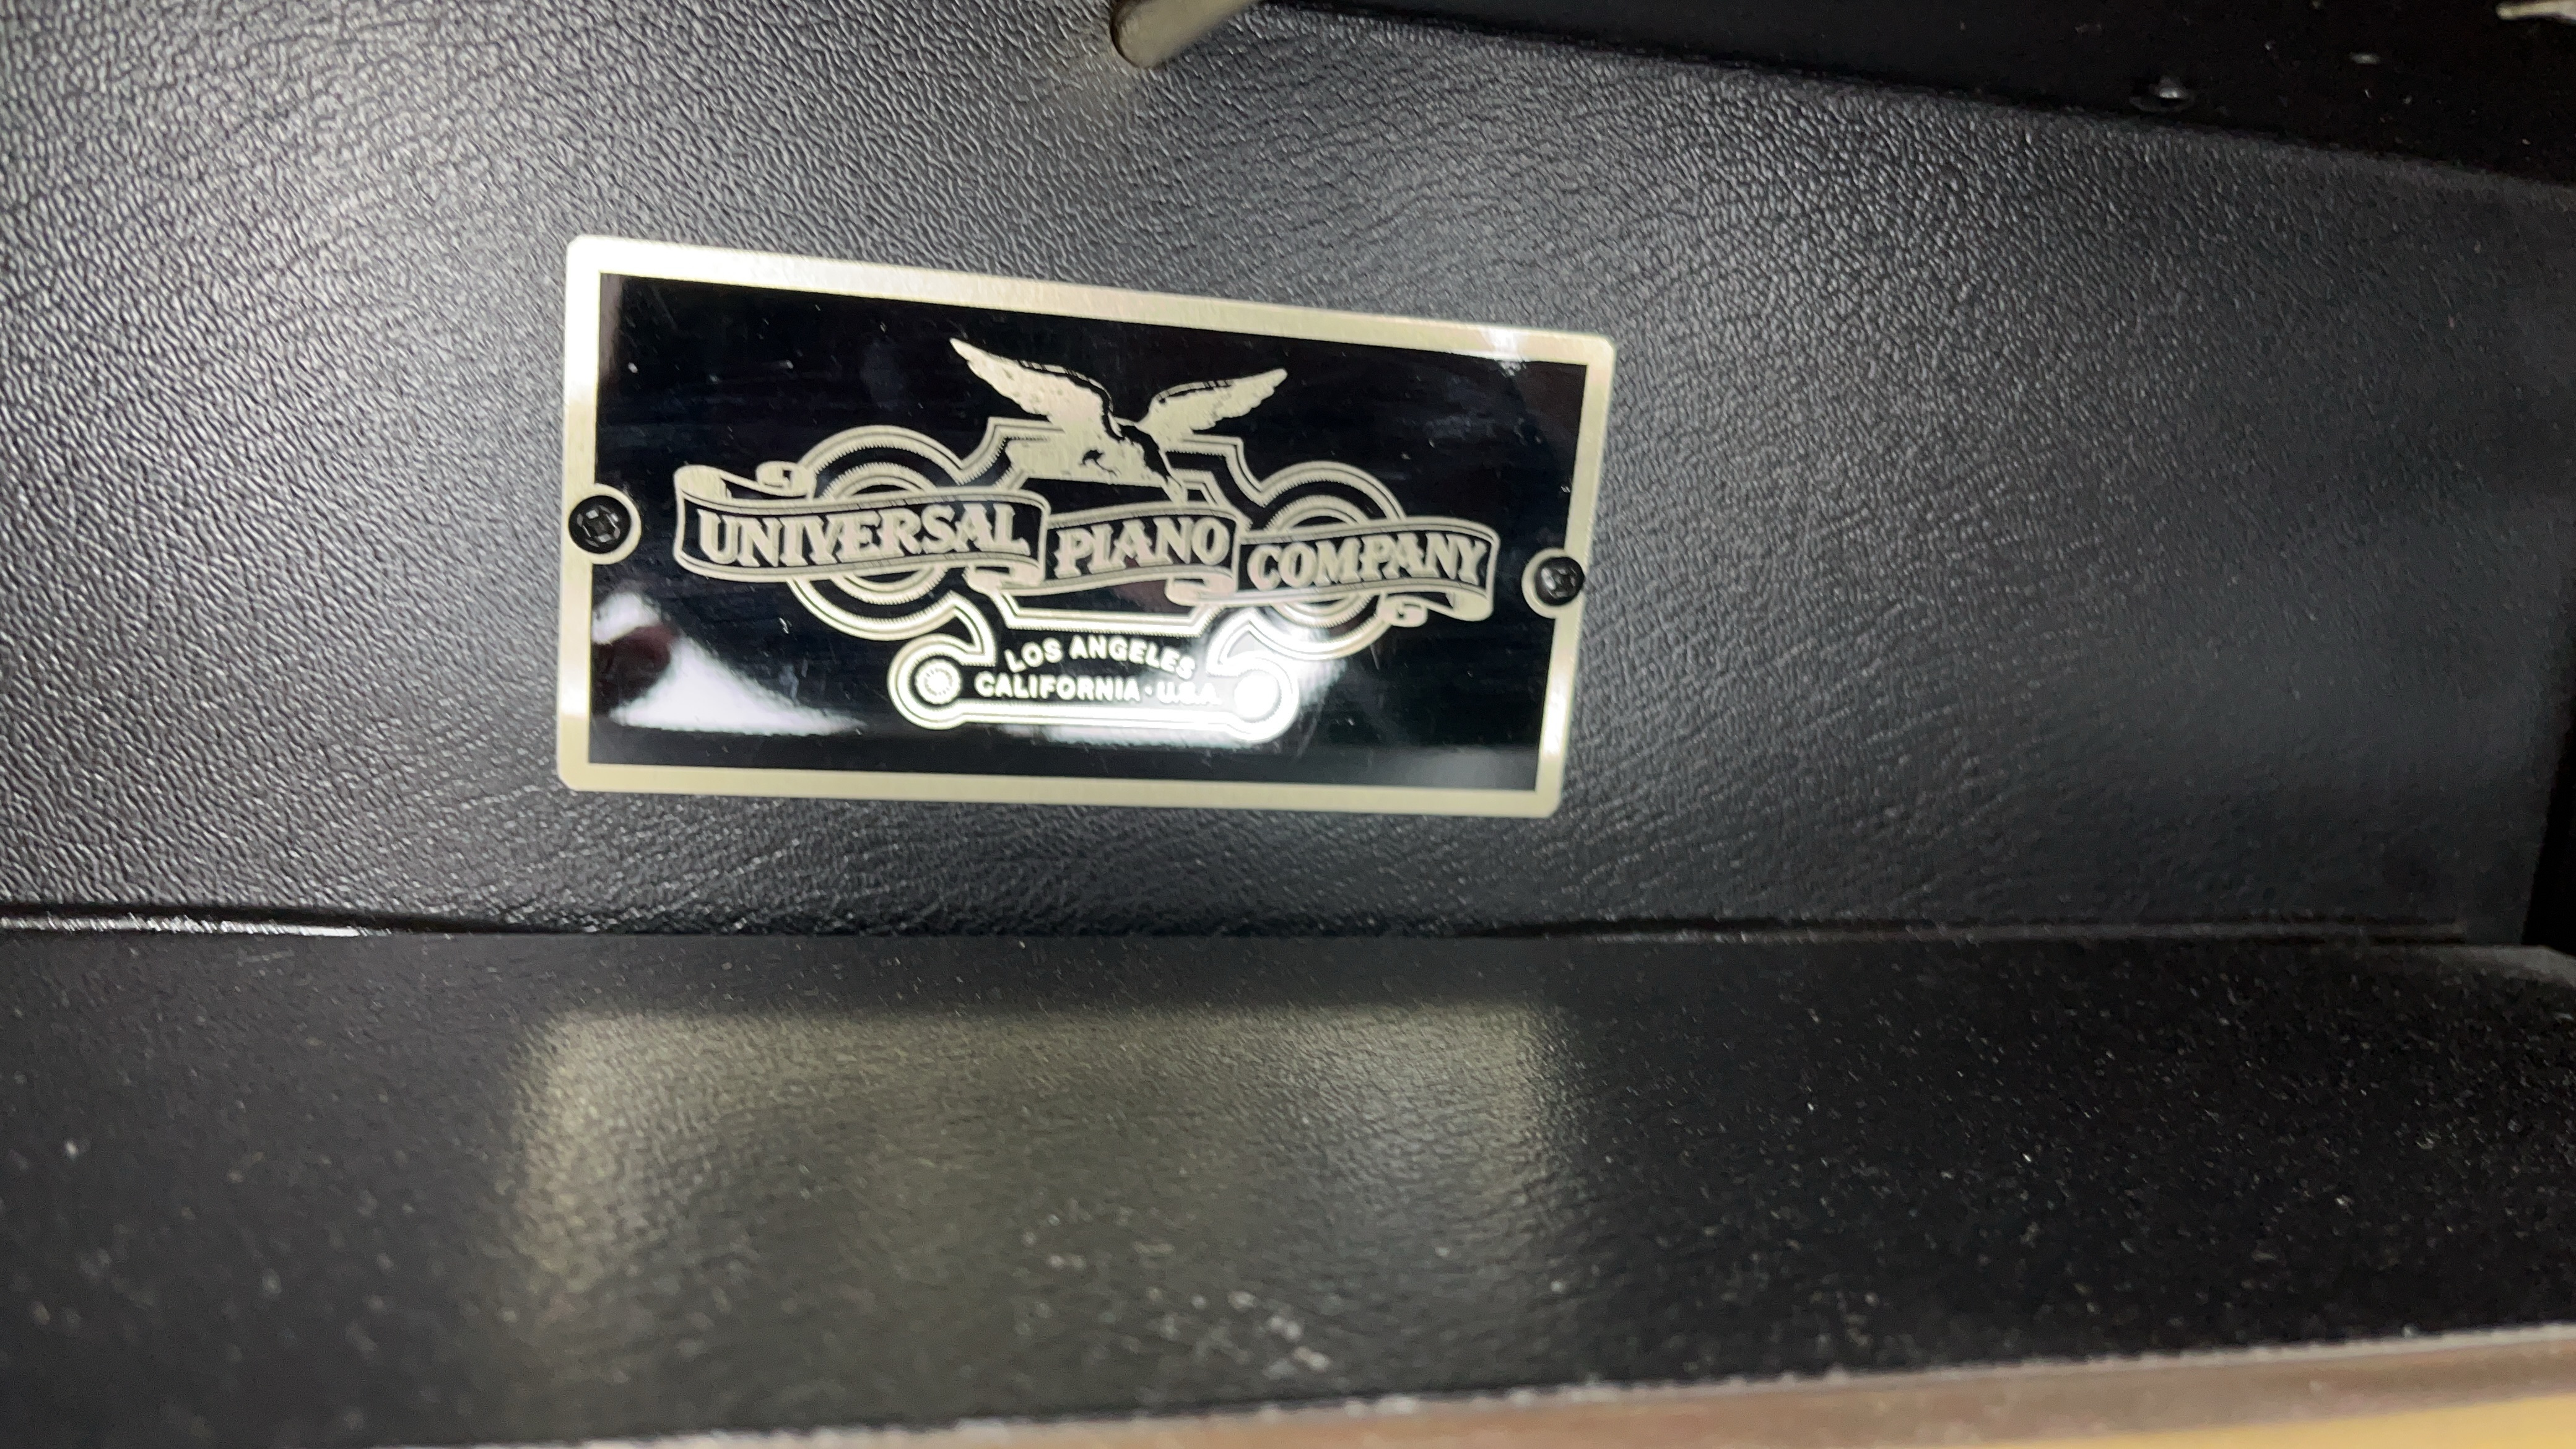 UNIVERSAL PIANO COMPANY
LOS ANGELES
CALIFORNIA · U.S.A.